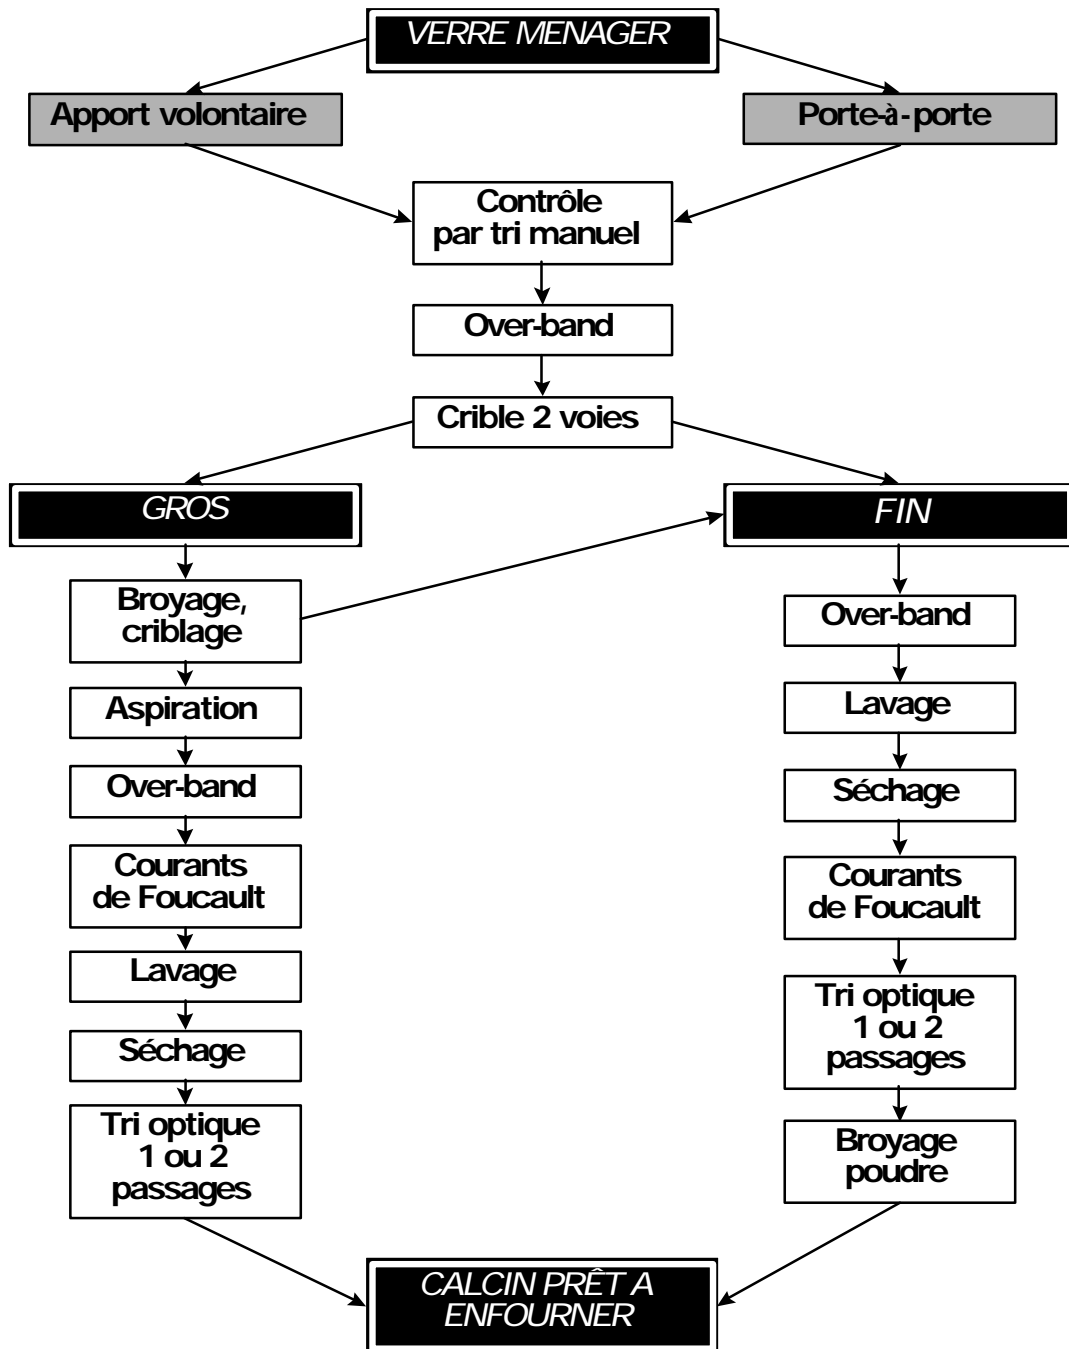 VERRE MENAGER
Apport volontaire
Porte-à-porte
Contrôle
par tri manuel
Over-band
Crible 2 voies
GROS
FIN
Broyage,
criblage
Aspiration
Over-band
Courants
de Foucault
Lavage
Séchage
Tri optique
1 ou 2
passages
Over-band
Lavage
Séchage
Courants
de Foucault
Tri optique
1 ou 2
passages
Broyage
poudre
CALCIN PRÊT A
ENFOURNER